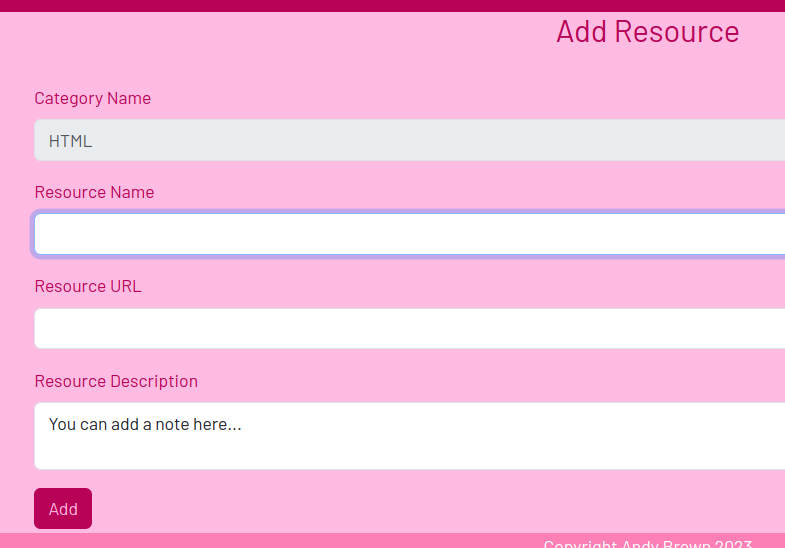 Add Resource
Category Name
HTML
Resource Name
Resource URL
Resource Description
You can add a note here...
Add
Copyright Andy Brown 2023